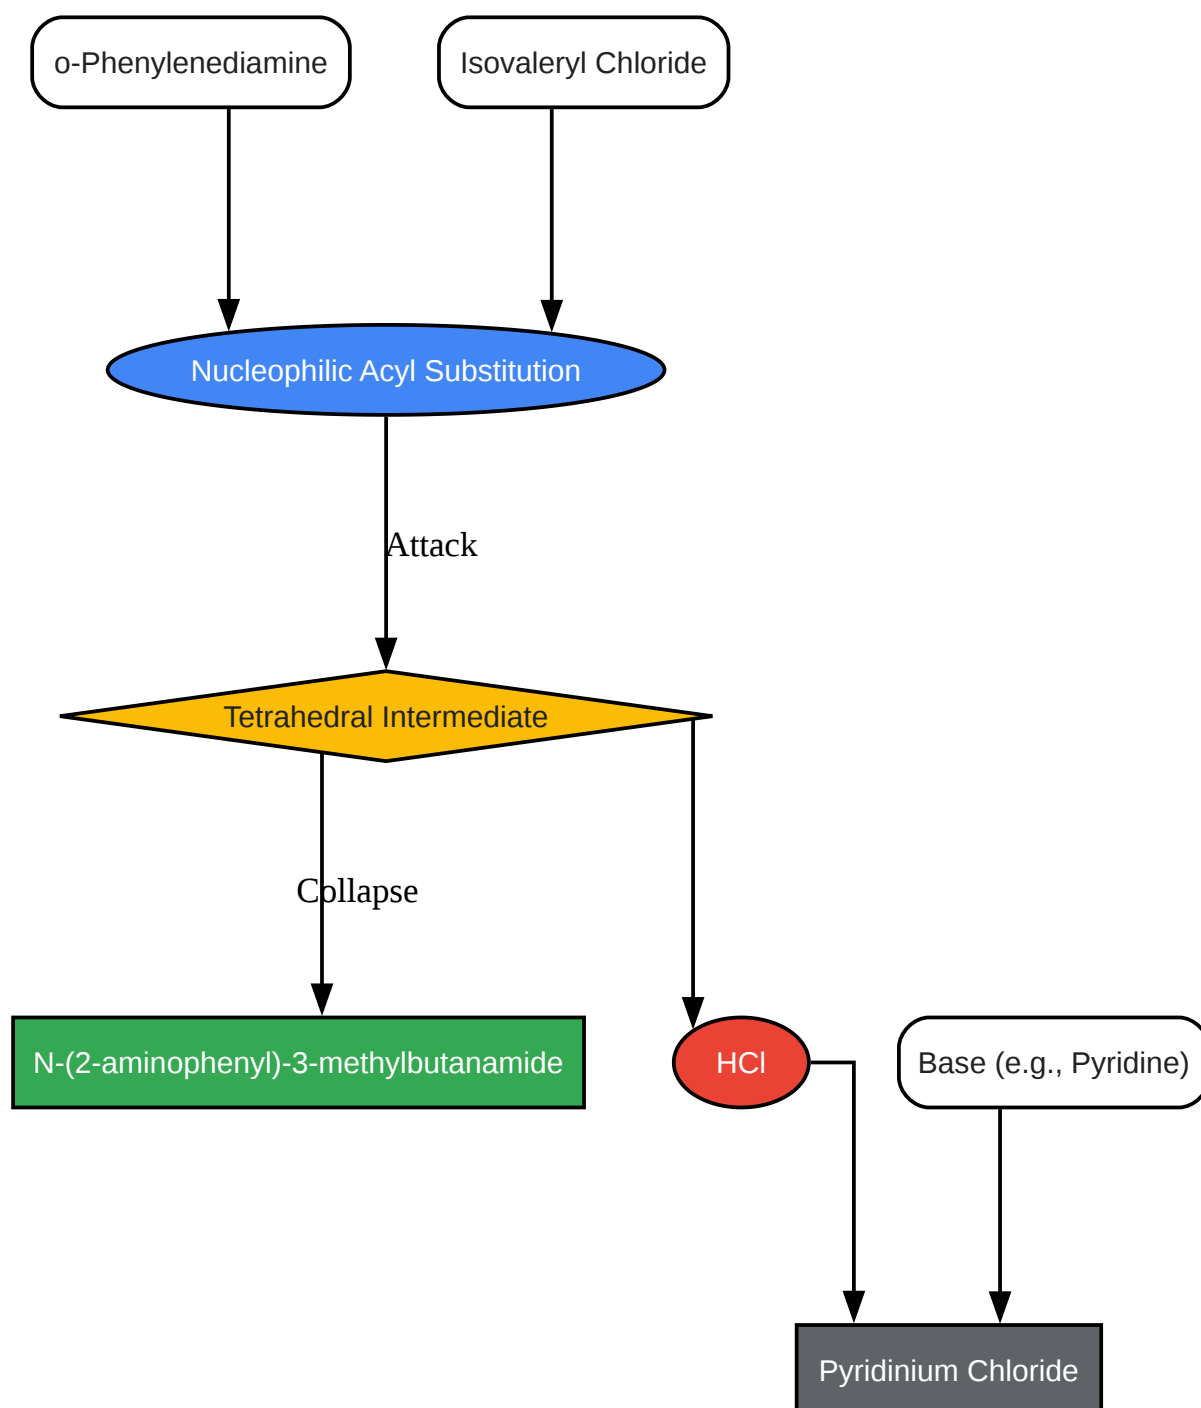 o-Phenylenediamine
Isovaleryl Chloride
Nucleophilic Acyl Substitution
Attack
Tetrahedral Intermediate
Collapse
N-(2-aminophenyl)-3-methylbutanamide
HCl
Base (e.g., Pyridine)
Pyridinium Chloride